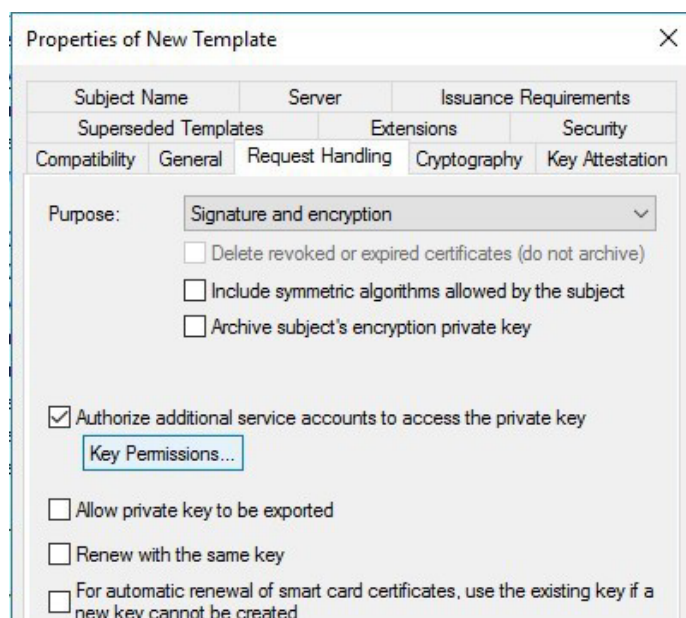 Properties of New Template
Subject Name Server Issuance Requirements
Superseded Templates Extensions Security
Compatibility General Request Handling Cryptography Key Attestation
Purpose: Signature and encryption
Delete revoked or expired certificates (do not archive)
Include symmetric algorithms allowed by the subject
Archive subject's encryption private key
Authorize additional service accounts to access the private key
Key Permissions...
Allow private key to be exported
Renew with the same key
For automatic renewal of smart card certificates, use the existing key if a
new key cannot be created